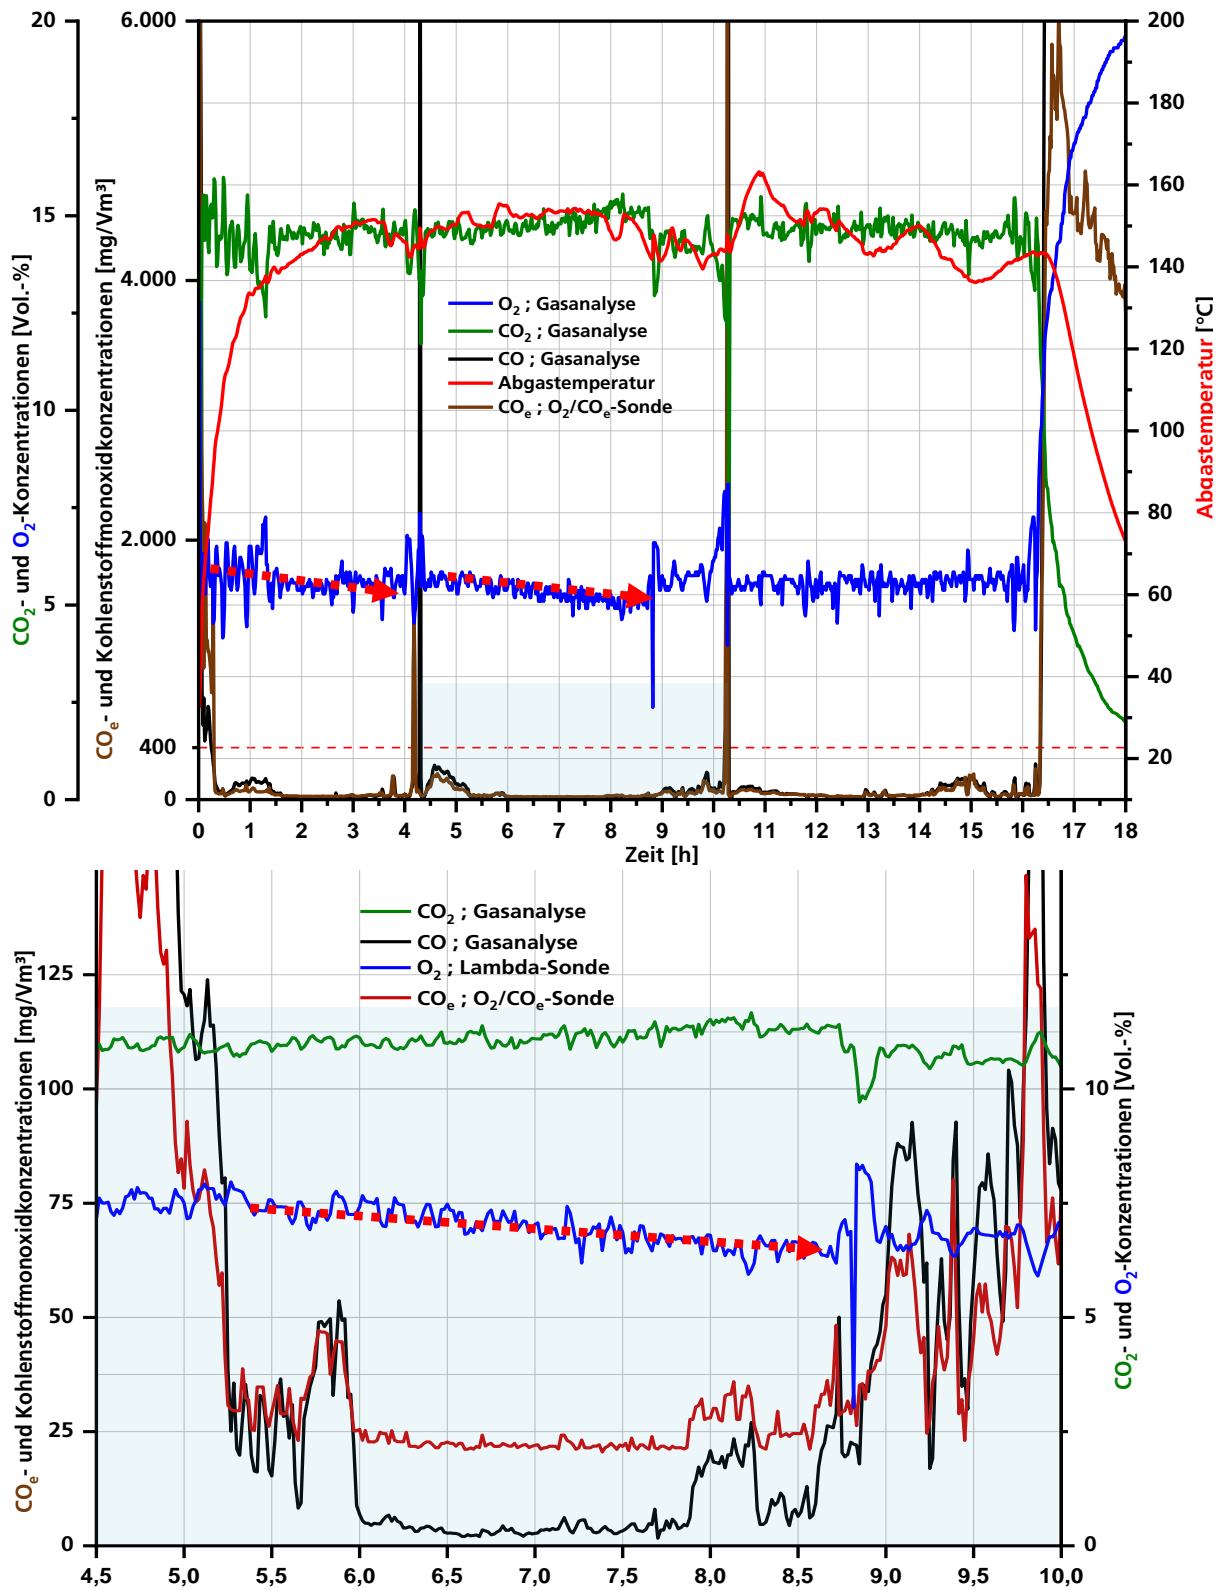 20
6.000
200
180
160
15
140
4.000
120
10
100
80
2.000
60
5
40
400
20
0
0
CO2- und O2-Konzentrationen [Vol.-%]
COe- und Kohlenstoffmonoxidkonzentrationen [mg/Vm³]
Abgastemperatur [°C]
O2 ; Gasanalyse
CO2 ; Gasanalyse
CO ; Gasanalyse
Abgastemperatur
COe ; O2/COe-Sonde
0 1 2 3 4 5 6 7 8 9 10 11 12 13 14 15 16 17 18
Zeit [h]
CO2 ; Gasanalyse
CO ; Gasanalyse
O2 ; Lambda-Sonde
COe ; O2/COe-Sonde
COe- und Kohlenstoffmonoxidkonzentrationen [mg/Vm³]
CO2- und O2-Konzentrationen [Vol.-%]
125
100
10
75
50
5
25
0
0
4,5 5,0 5,5 6,0 6,5 7,0 7,5 8,0 8,5 9,0 9,5 10,0